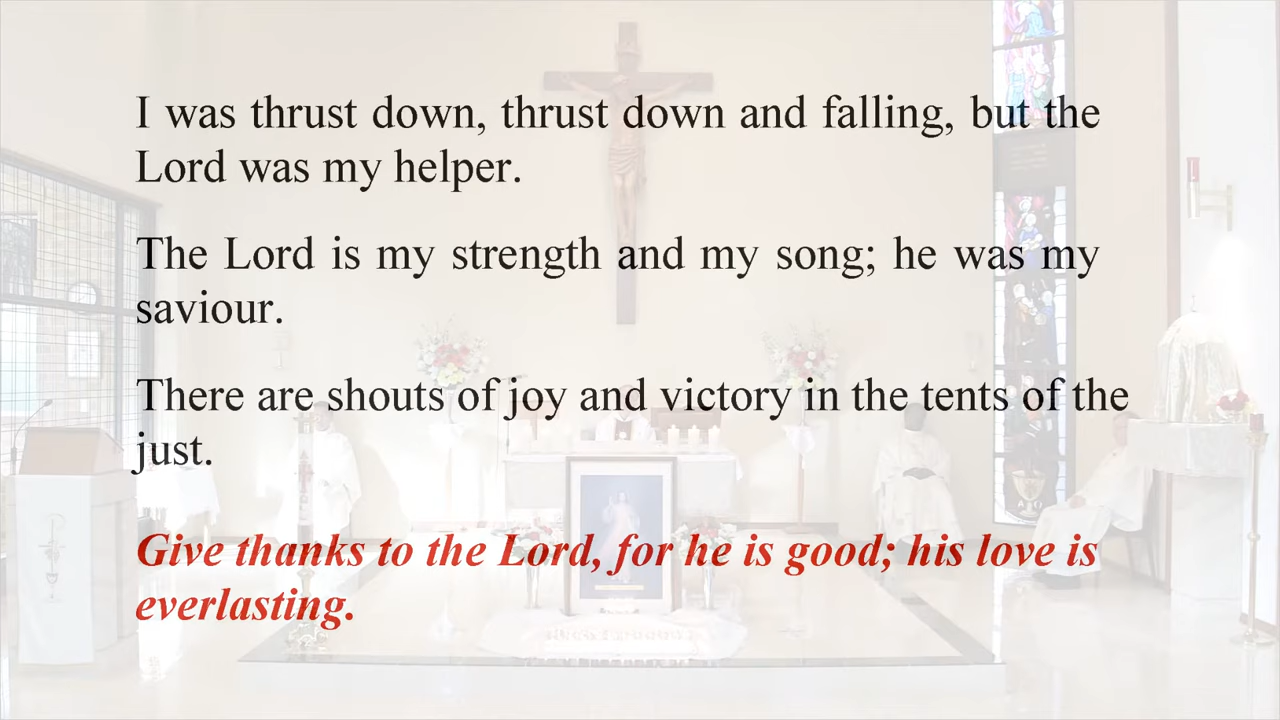 I was thrust down, thrust down and falling, but the
Lord was my helper.
The Lord is my strength and my song; he was my
saviour.
There are shouts of joy and victory in the tents of the
just.
Give thanks to the Lord, for he is good; his love is
everlasting.